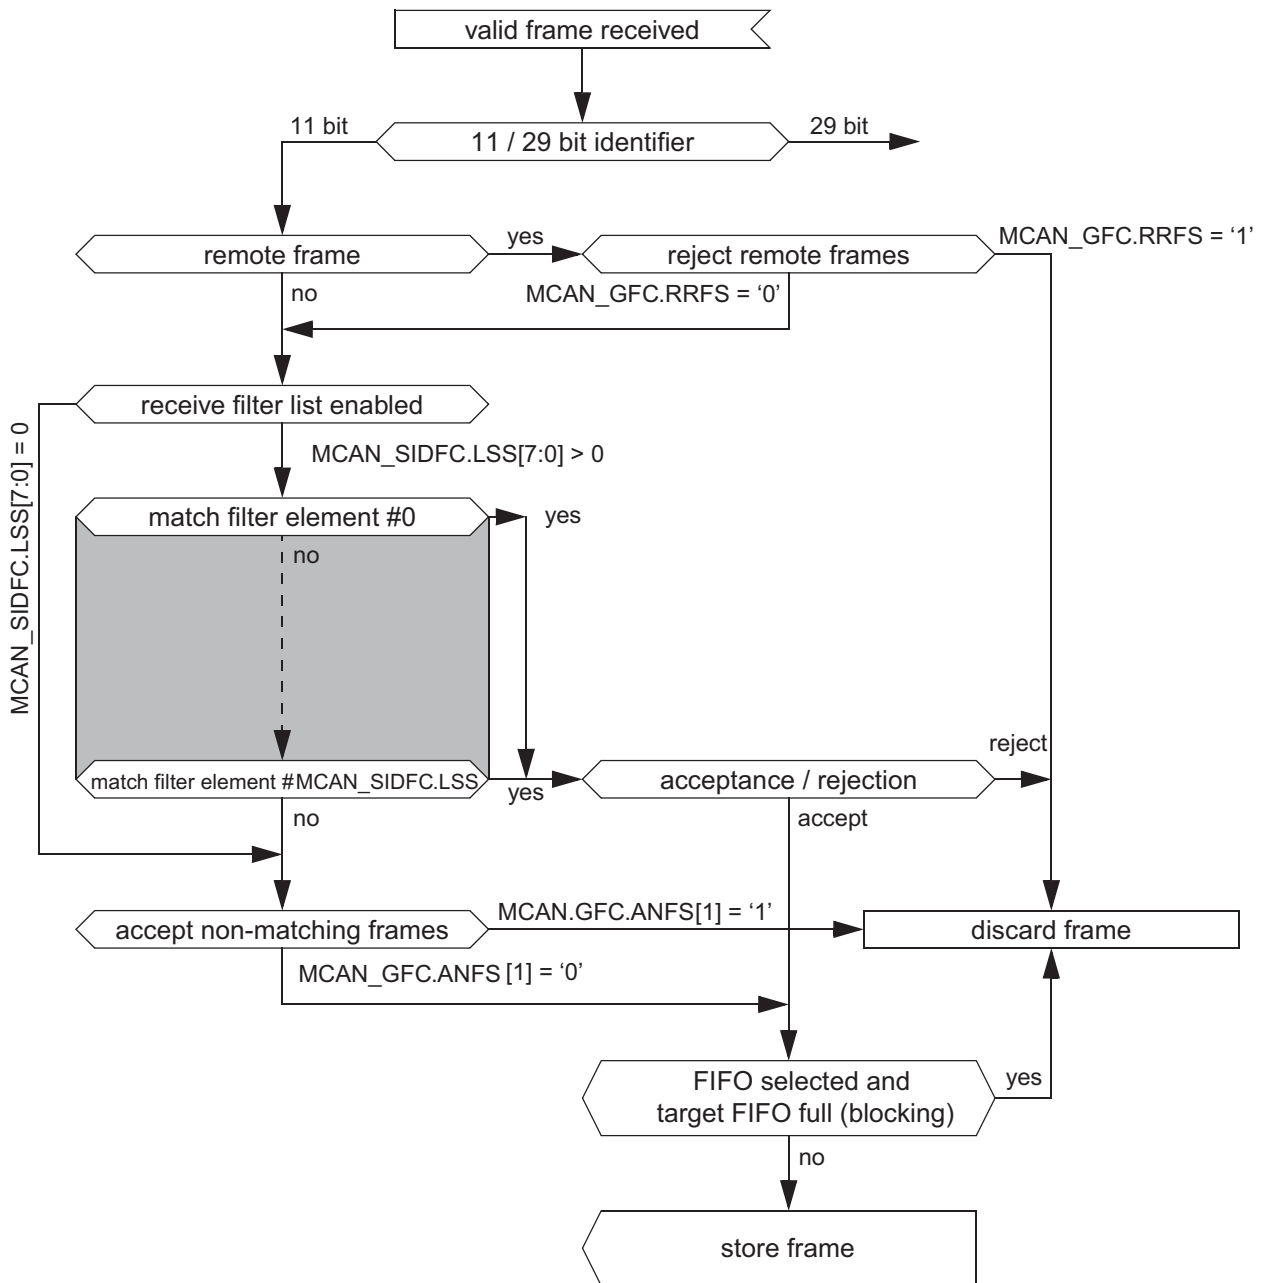 valid frame received
11 bit
11 / 29 bit identifier
29 bit
remote frame
yes
reject remote frames
MCAN_GFC.RRFS = ‘1’
no
MCAN_GFC.RRFS = ‘0’
receive filter list enabled
MCAN_SIDFC.LSS[7:0] = 0
MCAN_SIDFC.LSS[7:0] > 0
match filter element #0
yes
no
match filter element #MCAN_SIDFC.LSS
yes
acceptance / rejection
reject
no
accept
accept non-matching frames
MCAN.GFC.ANFS[1] = ‘1’
discard frame
MCAN_GFC.ANFS [1] = ‘0’
FIFO selected and
target FIFO full (blocking)
yes
no
store frame